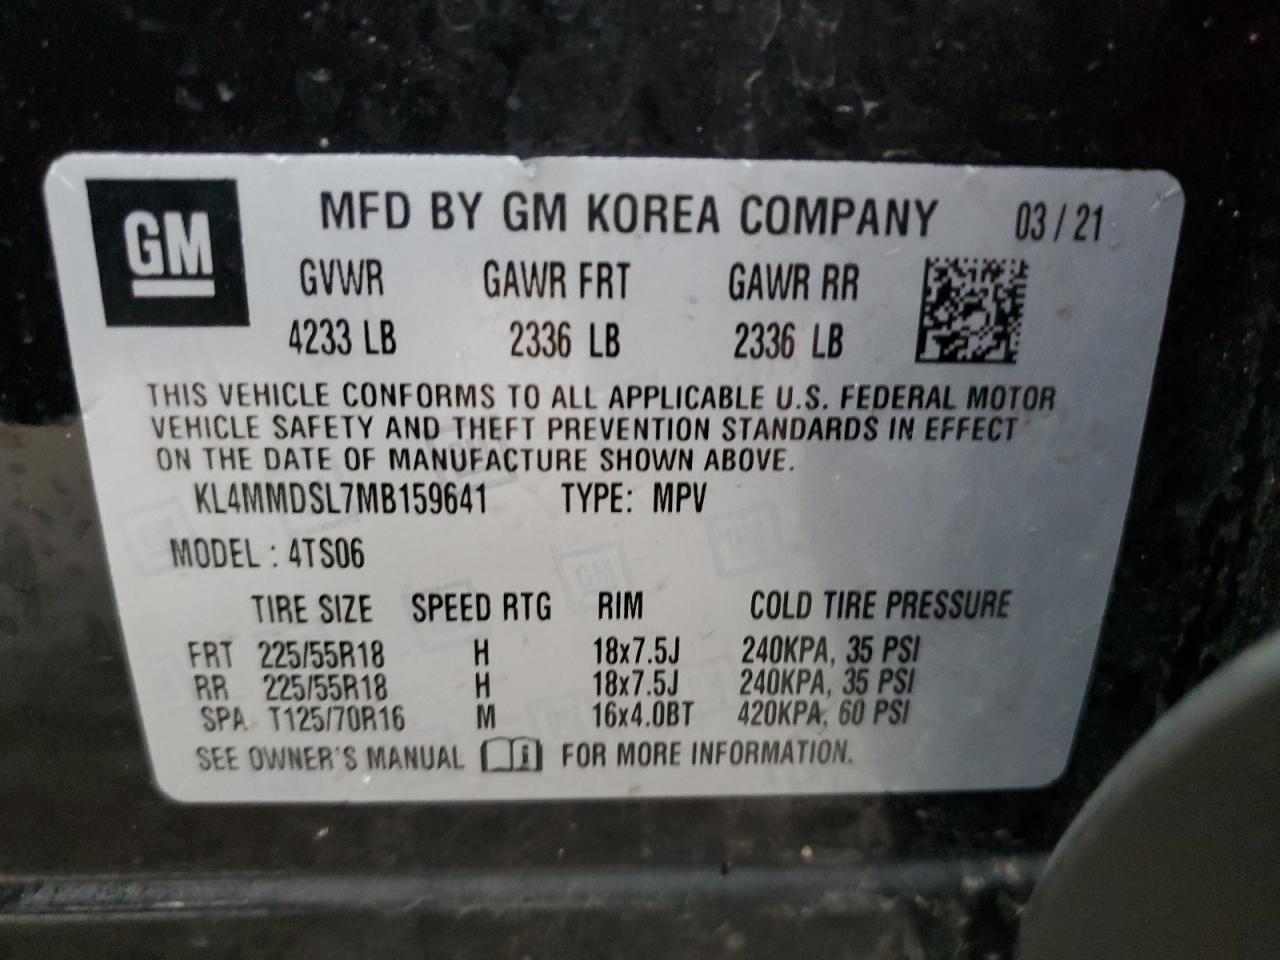 GM
MFD BY GM KOREA COMPANY 03/21
GVWR GAWR FRT GAWR RR
4233 LB 2336 LB 2336 LB
THIS VEHICLE CONFORMS TO ALL APPLICABLE U.S. FEDERAL MOTOR
VEHICLE SAFETY AND THEFT PREVENTION STANDARDS IN EFFECT
ON THE DATE OF MANUFACTURE SHOWN ABOVE.
KL4MMDSL7MB159641 TYPE: MPV
MODEL : 4TS06
TIRE SIZE SPEED RTG RIM COLD TIRE PRESSURE
FRT 225/55R18 H 18x7.5J 240KPA, 35 PSI
RR 225/55R18 H 18x7.5J 240KPA, 35 PSI
SPA T125/70R16 M 16x4.0BT 420KPA, 60 PSI
SEE OWNER'S MANUAL FOR MORE INFORMATION.